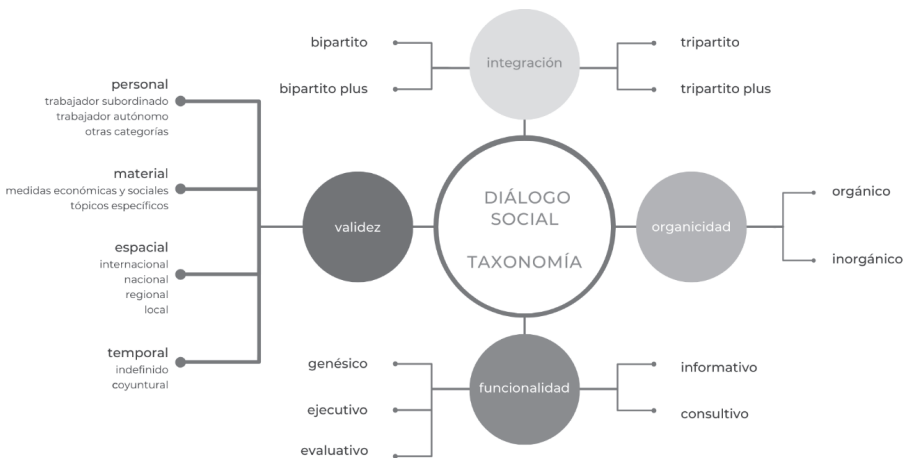 bipartito
bipartito plus
integración
tripartito
tripartito plus
personal
trabajador subordinado
trabajador autónomo
otras categorías
material
medidas económicas y sociales
tópicos específicos
espacial
internacional
nacional
regional
local
temporal
indefinido
coyuntural
validez
DIÁLOGO
SOCIAL
TAXONOMÍA
organicidad
orgánico
inorgánico
genésico
ejecutivo
evaluativo
funcionalidad
informativo
consultivo